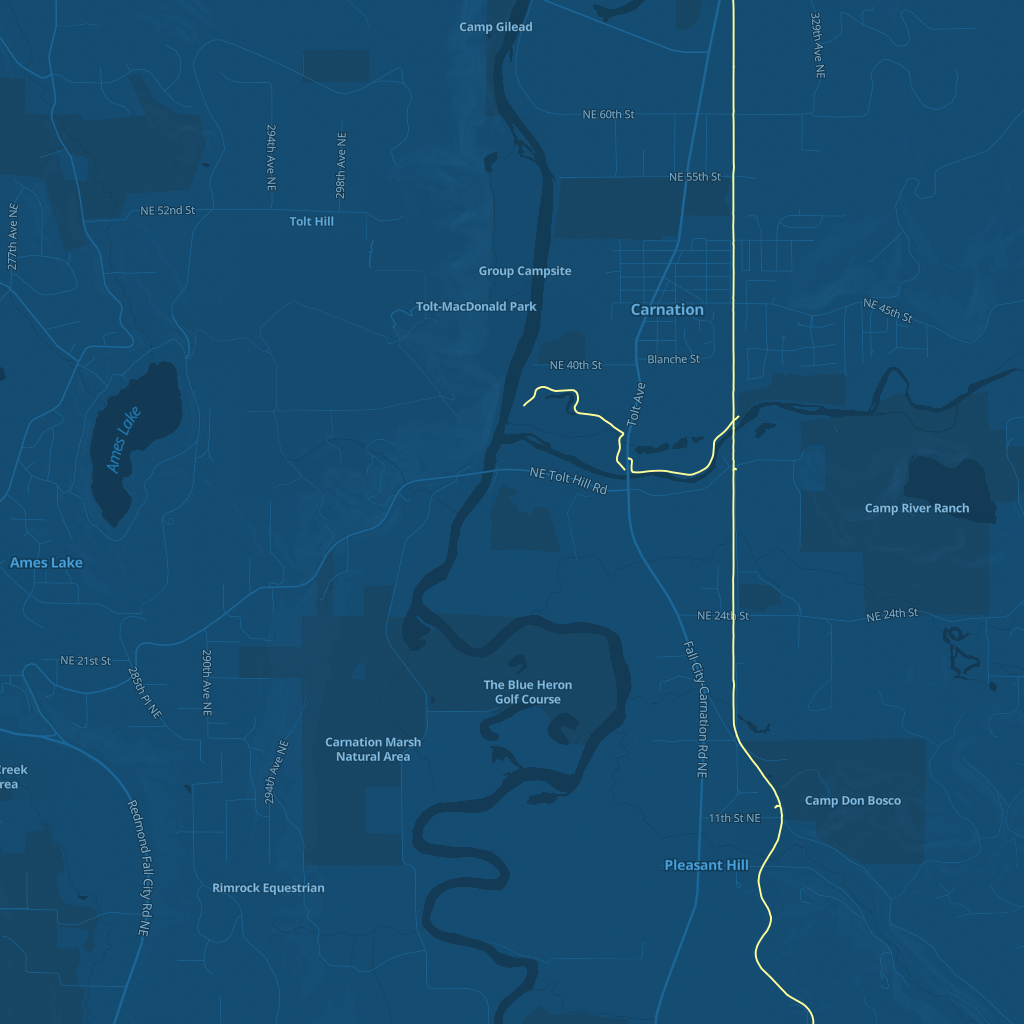 Camp Gilead
329th Ave NE
NE 60th St
294th Ave NE
298th Ave NE
NE 55th St
NE 52nd St
277th Ave NE
Tolt Hill
Group Campsite
Tolt-MacDonald Park
Carnation
NE 45th St
NE 40th St
Blanche St
Tolt Ave
Ames Lake
NE Tolt Hill Rd
Camp River Ranch
Ames Lake
NE 24th St
NE 24th St
NE 21st St
285th Pl NE
290th Ave NE
The Blue Heron
Golf Course
Fall City-Carnation Rd NE
Carnation Marsh
Natural Area
294th Ave NE
Creek
rea
Camp Don Bosco
11th St NE
Redmond Fall City Rd NE
Pleasant Hill
Rimrock Equestrian